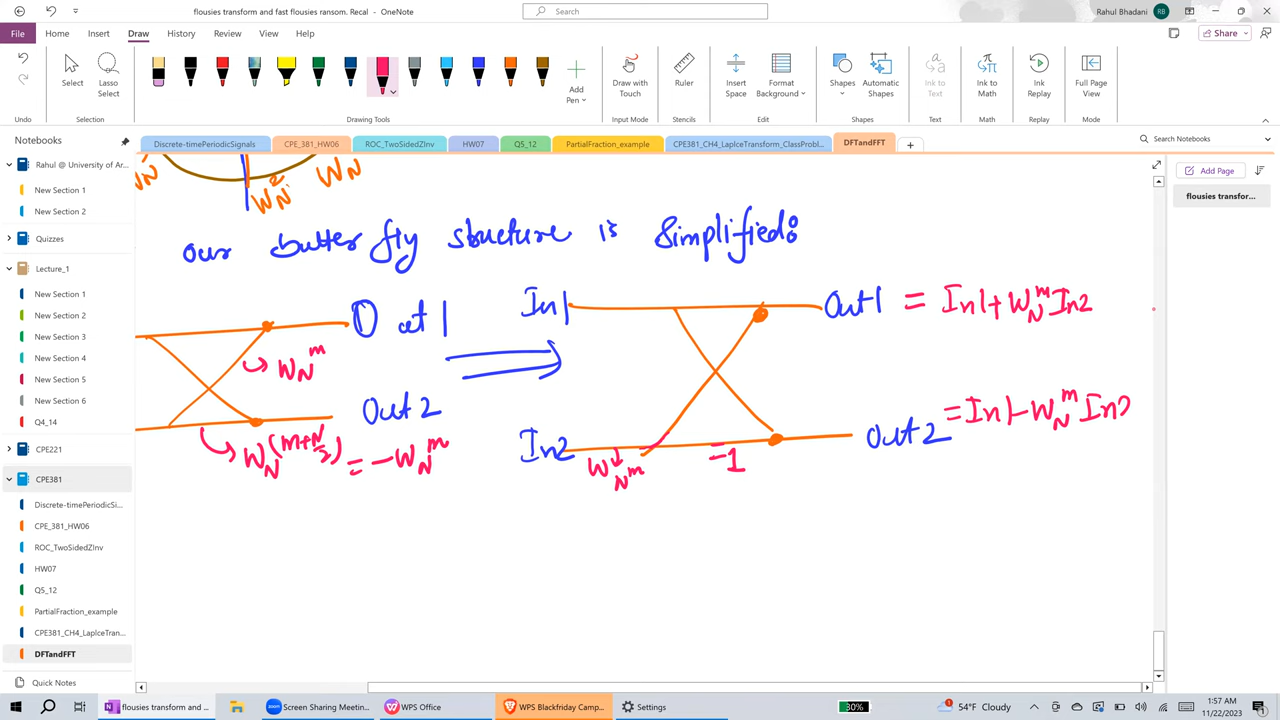 flousies transform and fast flousies ransom. Recal - OneNote
Search
Rahul Bhadani
RB
File
Home
Insert
Draw
History
Review
View
Help
Share
Select
Lasso Select
Add Pen
Draw with Touch
Ruler
Insert Space
Format Background
Shapes
Automatic Shapes
Ink to Text
Ink to Math
Ink Replay
Full Page View
Undo
Selection
Drawing Tools
Input Mode
Stencils
Edit
Shapes
Math
Replay
Mode
Notebooks
Discrete-timePeriodicSignals
CPE_381_HW06
ROC_TwoSidedZInv
HW07
Q5_12
PartialFraction_example
CPE381_CH4_LaplceTransform_ClassProbl...
DFTandFFT
Search Notebooks
Add Page
flousies transfor...
Rahul @ University of Ar...
New Section 1
New Section 2
Quizzes
Lecture_1
New Section 1
New Section 2
New Section 3
New Section 4
New Section 5
New Section 6
Q4_14
CPE221
CPE381
Discrete-timePeriodicSi...
CPE_381_HW06
ROC_TwoSidedZInv
HW07
Q5_12
PartialFraction_example
CPE381_CH4_LaplceTran...
DFTandFFT
Quick Notes
W_N^2
W_N
our butterfly structure is simplified:
W_N^m
Out 2
W_N^(m+N/2) = -W_N^m
In1
Out1 = In1 + W_N^m In2
In2
W_N^m
-1
Out2 = In1 - W_N^m In2
flousies transform and ...
Screen Sharing Meetin...
WPS Office
WPS Blackfriday Camp...
Settings
30%
54°F Cloudy
1:57 AM
11/22/2023